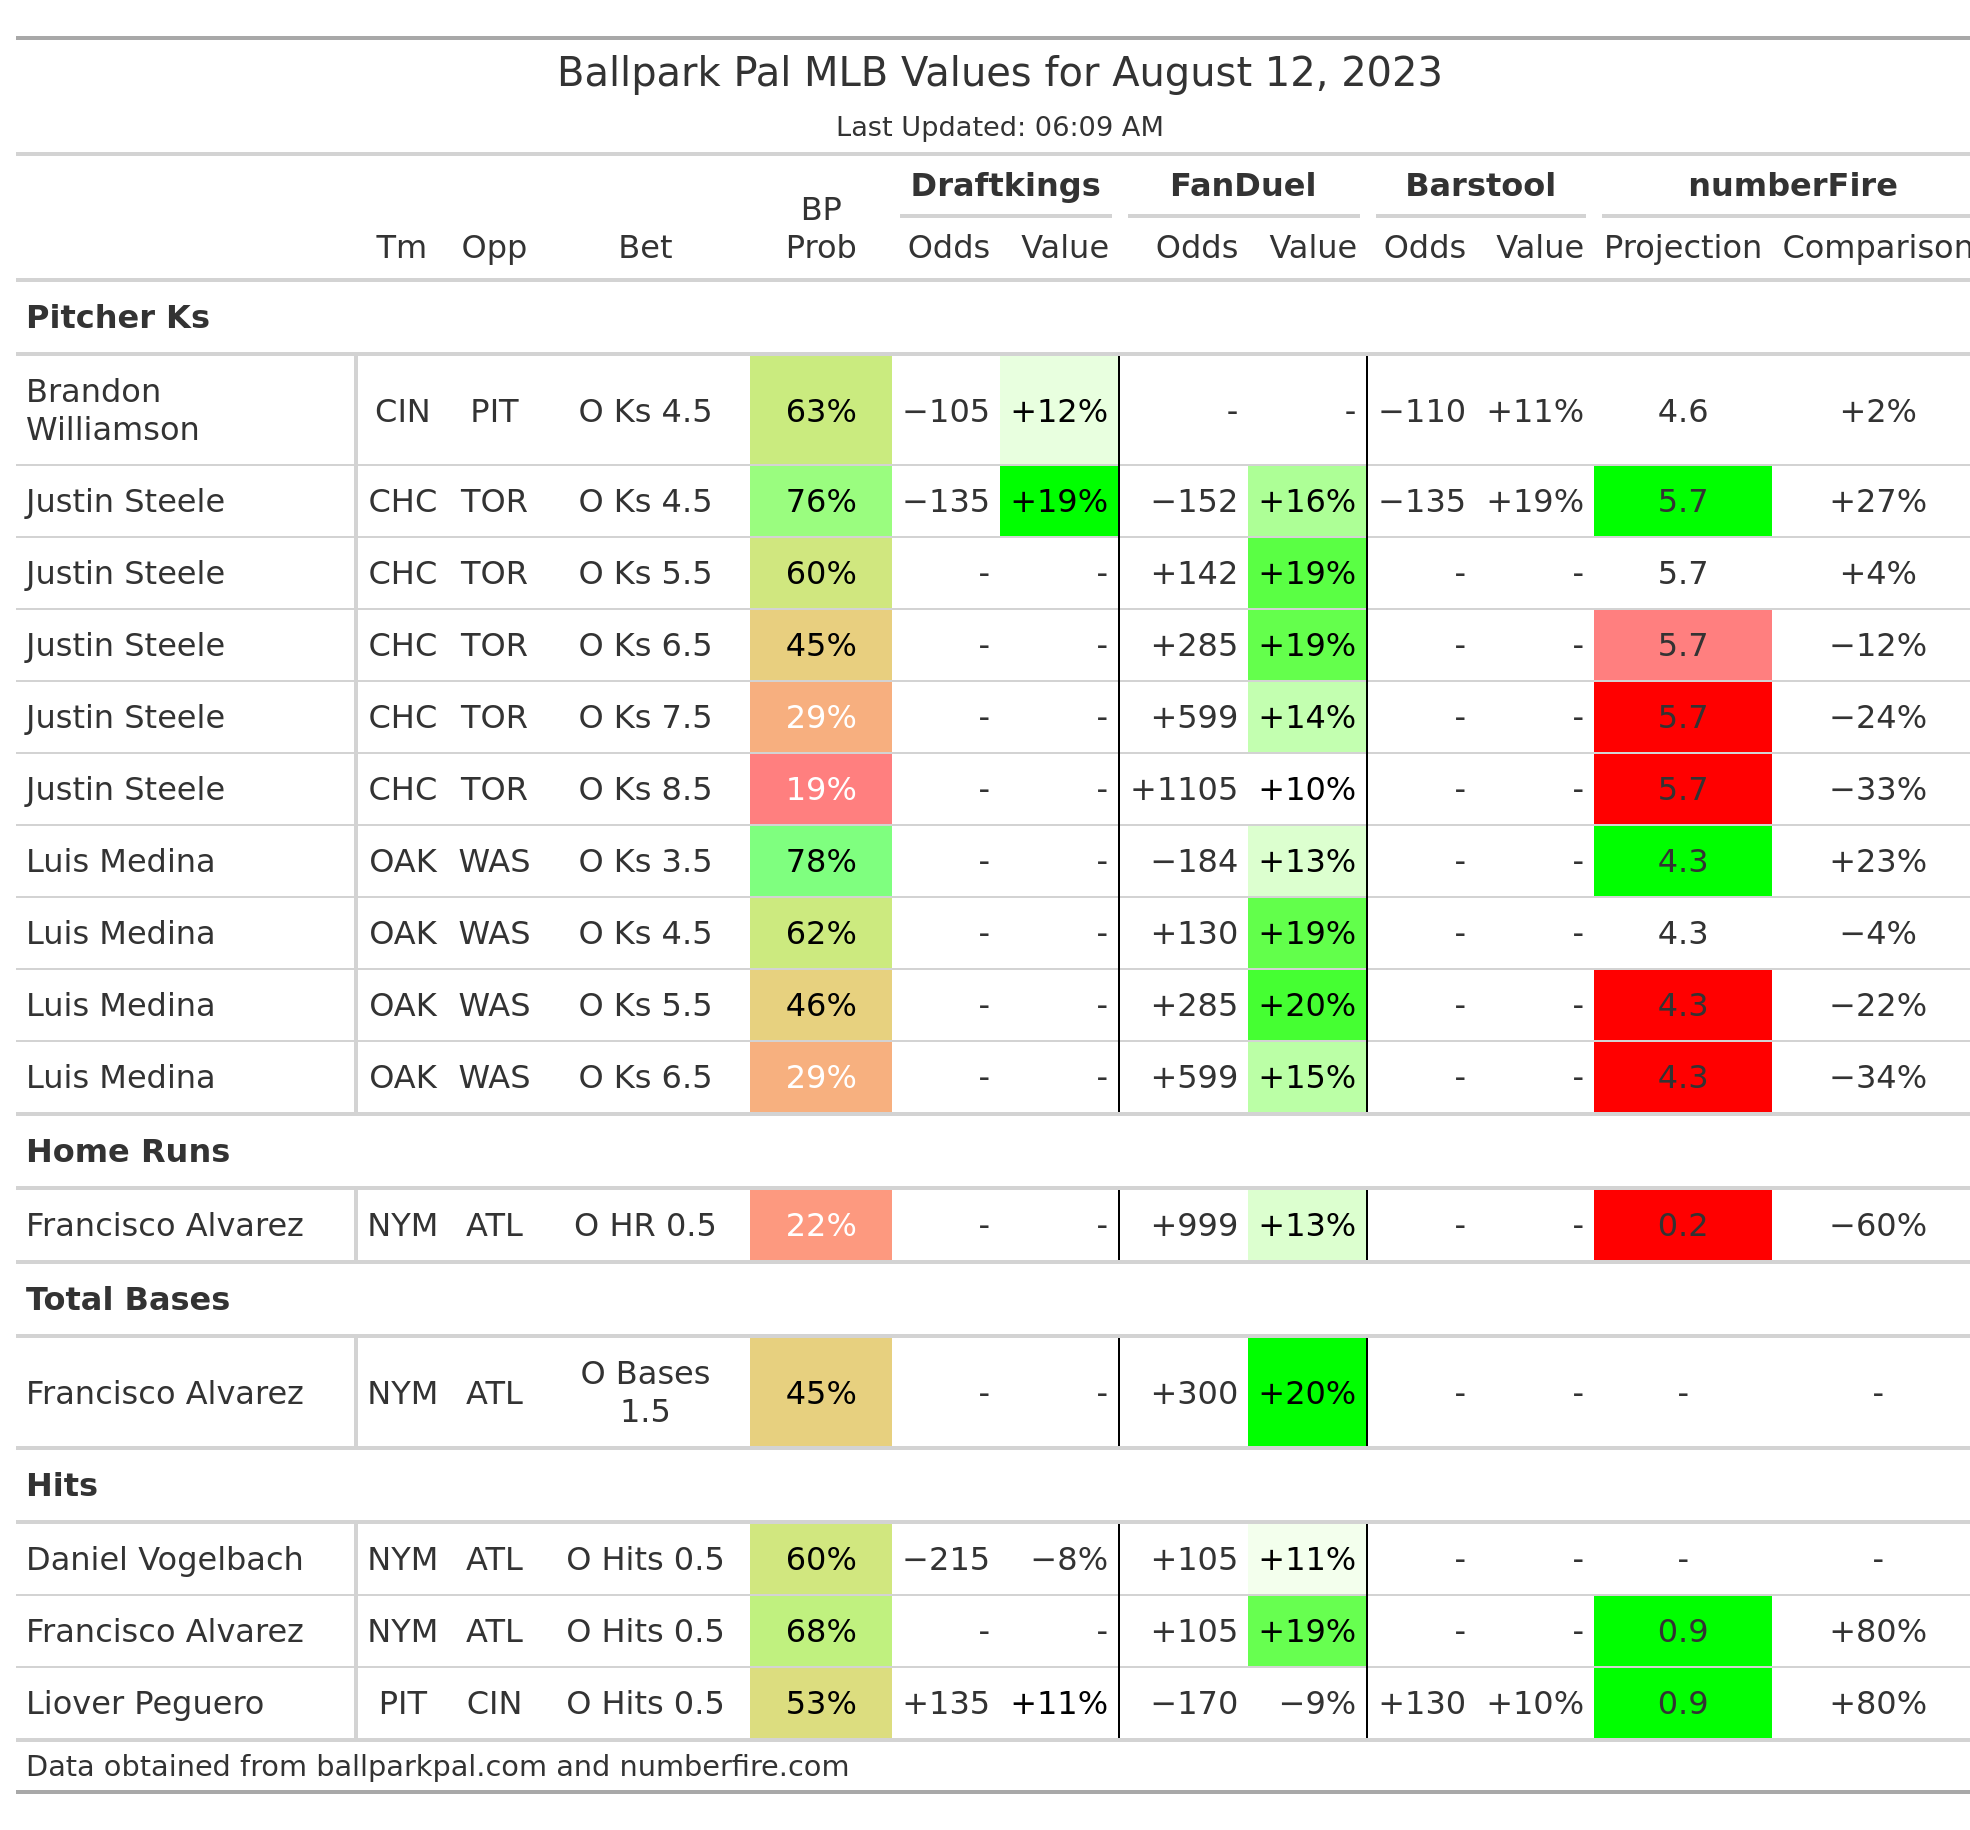 Ballpark Pal MLB Values for August 12, 2023
Last Updated: 06:09 AM
Draftkings FanDuel Barstool numberFire
Tm Opp Bet BP Prob Odds Value Odds Value Odds Value Projection Comparison
Pitcher Ks
Brandon Williamson CIN PIT O Ks 4.5 63% −105 +12% - - −110 +11% 4.6 +2%
Justin Steele CHC TOR O Ks 4.5 76% −135 +19% −152 +16% −135 +19% 5.7 +27%
Justin Steele CHC TOR O Ks 5.5 60% - - +142 +19% - - 5.7 +4%
Justin Steele CHC TOR O Ks 6.5 45% - - +285 +19% - - 5.7 −12%
Justin Steele CHC TOR O Ks 7.5 29% - - +599 +14% - - 5.7 −24%
Justin Steele CHC TOR O Ks 8.5 19% - - +1105 +10% - - 5.7 −33%
Luis Medina OAK WAS O Ks 3.5 78% - - −184 +13% - - 4.3 +23%
Luis Medina OAK WAS O Ks 4.5 62% - - +130 +19% - - 4.3 −4%
Luis Medina OAK WAS O Ks 5.5 46% - - +285 +20% - - 4.3 −22%
Luis Medina OAK WAS O Ks 6.5 29% - - +599 +15% - - 4.3 −34%
Home Runs
Francisco Alvarez NYM ATL O HR 0.5 22% - - +999 +13% - - 0.2 −60%
Total Bases
Francisco Alvarez NYM ATL O Bases 1.5 45% - - +300 +20% - - - -
Hits
Daniel Vogelbach NYM ATL O Hits 0.5 60% −215 −8% +105 +11% - - - -
Francisco Alvarez NYM ATL O Hits 0.5 68% - - +105 +19% - - 0.9 +80%
Liover Peguero PIT CIN O Hits 0.5 53% +135 +11% −170 −9% +130 +10% 0.9 +80%
Data obtained from ballparkpal.com and numberfire.com